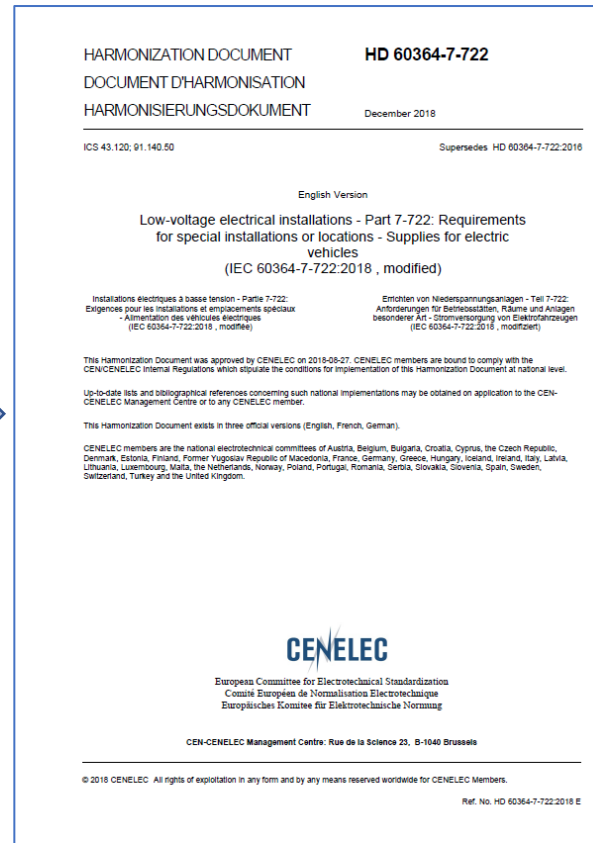 HARMONIZATION DOCUMENT
DOCUMENT D'HARMONISATION
HARMONISIERUNGSDOKUMENT
HD 60364-7-722
December 2018
ICS 43.120; 91.140.50
Supersedes HD 60364-7-722:2016
English Version
Low-voltage electrical installations - Part 7-722: Requirements
for special installations or locations - Supplies for electric
vehicles
(IEC 60364-7-722:2018 , modified)
Installations électriques à basse tension - Partie 7-722:
Exigences pour les installations et emplacements spéciaux
- Alimentation des véhicules électriques
(IEC 60364-7-722:2018 , modifiée)
Errichten von Niederspannungsanlagen - Teil 7-722:
Anforderungen für Betriebsstätten, Räume und Anlagen
besonderer Art - Stromversorgung von Elektrofahrzeugen
(IEC 60364-7-722:2018 , modifiziert)
This Harmonization Document was approved by CENELEC on 2018-08-27. CENELEC members are bound to comply with the
CEN/CENELEC Internal Regulations which stipulate the conditions for implementation of this Harmonization Document at national level.
Up-to-date lists and bibliographical references concerning such national implementations may be obtained on application to the CEN-
CENELEC Management Centre or to any CENELEC member.
This Harmonization Document exists in three official versions (English, French, German).
CENELEC members are the national electrotechnical committees of Austria, Belgium, Bulgaria, Croatia, Cyprus, the Czech Republic,
Denmark, Estonia, Finland, Former Yugoslav Republic of Macedonia, France, Germany, Greece, Hungary, Iceland, Ireland, Italy, Latvia,
Lithuania, Luxembourg, Malta, the Netherlands, Norway, Poland, Portugal, Romania, Serbia, Slovakia, Slovenia, Spain, Sweden,
Switzerland, Turkey and the United Kingdom.
CENELEC
European Committee for Electrotechnical Standardization
Comité Européen de Normalisation Electrotechnique
Europäisches Komitee für Elektrotechnische Normung
CEN-CENELEC Management Centre: Rue de la Science 23, B-1040 Brussels
© 2018 CENELEC All rights of exploitation in any form and by any means reserved worldwide for CENELEC Members.
Ref. No. HD 60364-7-722:2018 E